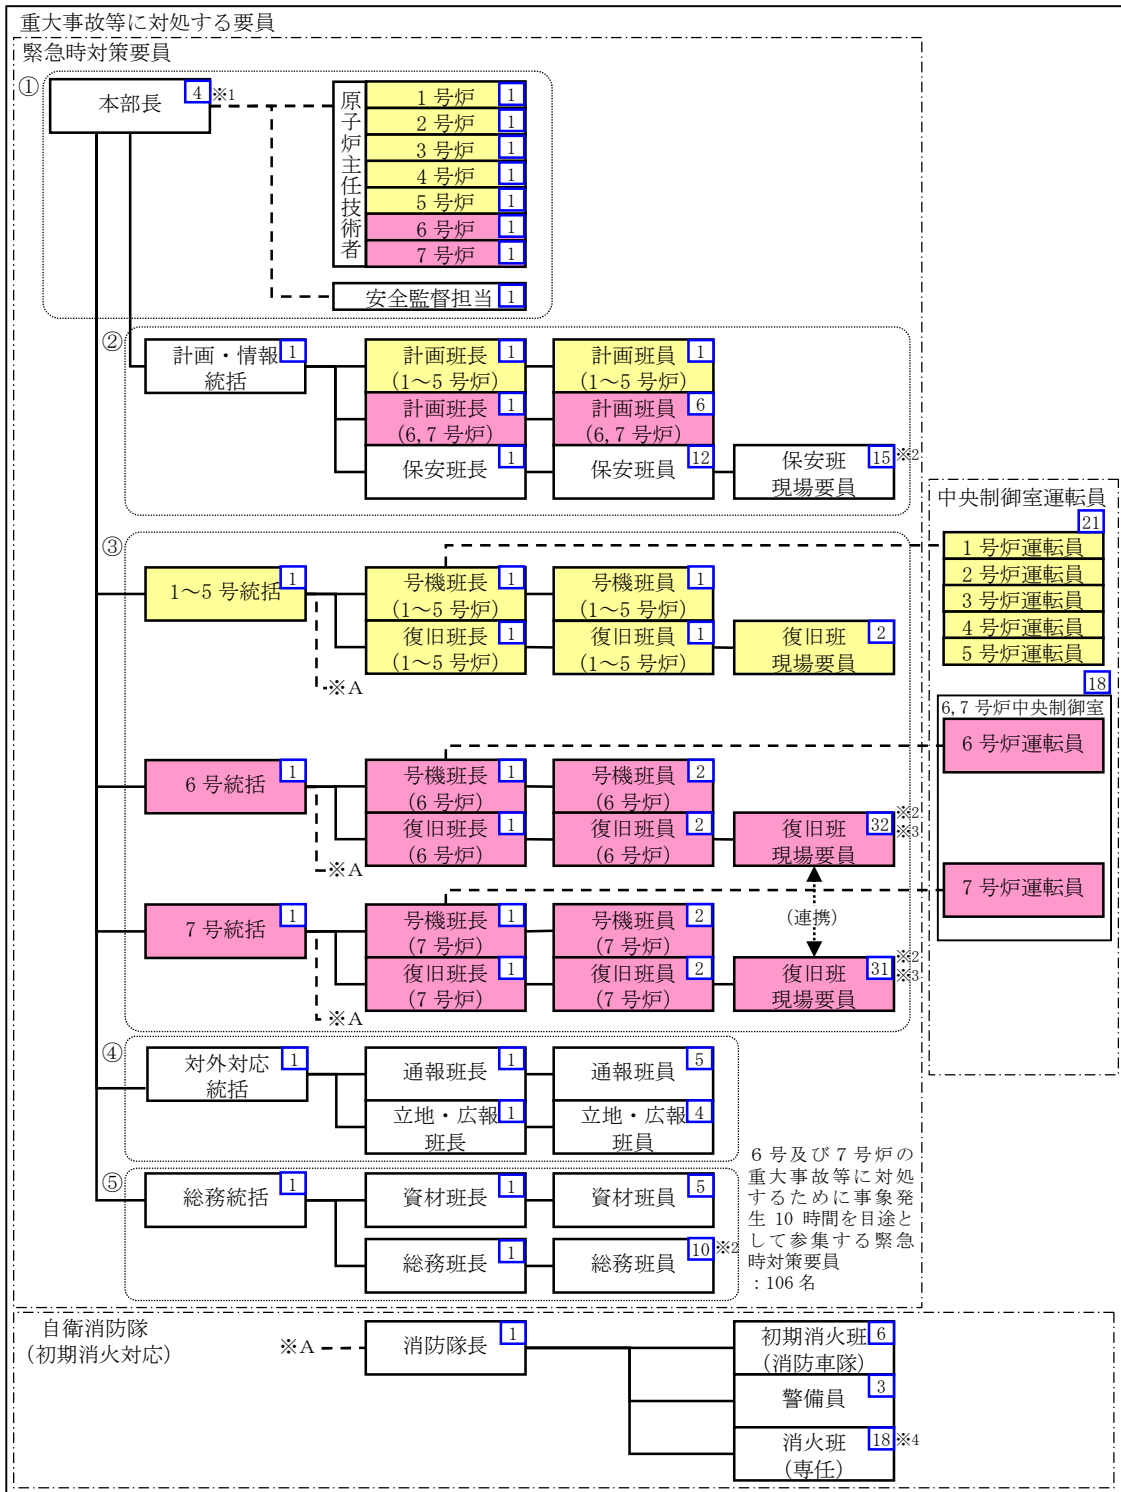 重大事故等に対処する要員
緊急時対策要員
①
本部長 4 ※1
原子炉主任技術者
1 号炉 1
2 号炉 1
3 号炉 1
4 号炉 1
5 号炉 1
6 号炉 1
7 号炉 1
安全監督担当 1
②
計画・情報 1
統括
計画班長 1
(1～5 号炉)
計画班員 1
(1～5 号炉)
計画班長 1
(6,7 号炉)
計画班員 6
(6,7 号炉)
保安班長 1
保安班員 12
保安班 15 ※2
現場要員
中央制御室運転員
21
1 号炉運転員
2 号炉運転員
3 号炉運転員
4 号炉運転員
5 号炉運転員
18
6,7 号炉中央制御室
6 号炉運転員
7 号炉運転員
③
1～5 号統括 1
号機班長 1
(1～5 号炉)
号機班員 1
(1～5 号炉)
復旧班長 1
(1～5 号炉)
復旧班員 1
(1～5 号炉)
復旧班 2
現場要員
※A
6 号統括 1
号機班長 1
(6 号炉)
号機班員 2
(6 号炉)
復旧班長 1
(6 号炉)
復旧班員 2
(6 号炉)
復旧班 32 ※2
現場要員 ※3
※A
(連携)
7 号統括 1
号機班長 1
(7 号炉)
号機班員 2
(7 号炉)
復旧班長 1
(7 号炉)
復旧班員 2
(7 号炉)
復旧班 31 ※2
現場要員 ※3
※A
④
対外対応 1
統括
通報班長 1
通報班員 5
立地・広報 1
班長
立地・広報 4
班員
⑤
総務統括 1
資材班長 1
資材班員 5
総務班長 1
総務班員 10 ※2
６号及び７号炉の
重大事故等に対処
するために事象発
生 10 時間を目途と
して参集する緊急
時対策要員
：106 名
自衛消防隊
(初期消火対応)
※A
消防隊長 1
初期消火班 6
(消防車隊)
警備員 3
消火班 18 ※4
(専任)